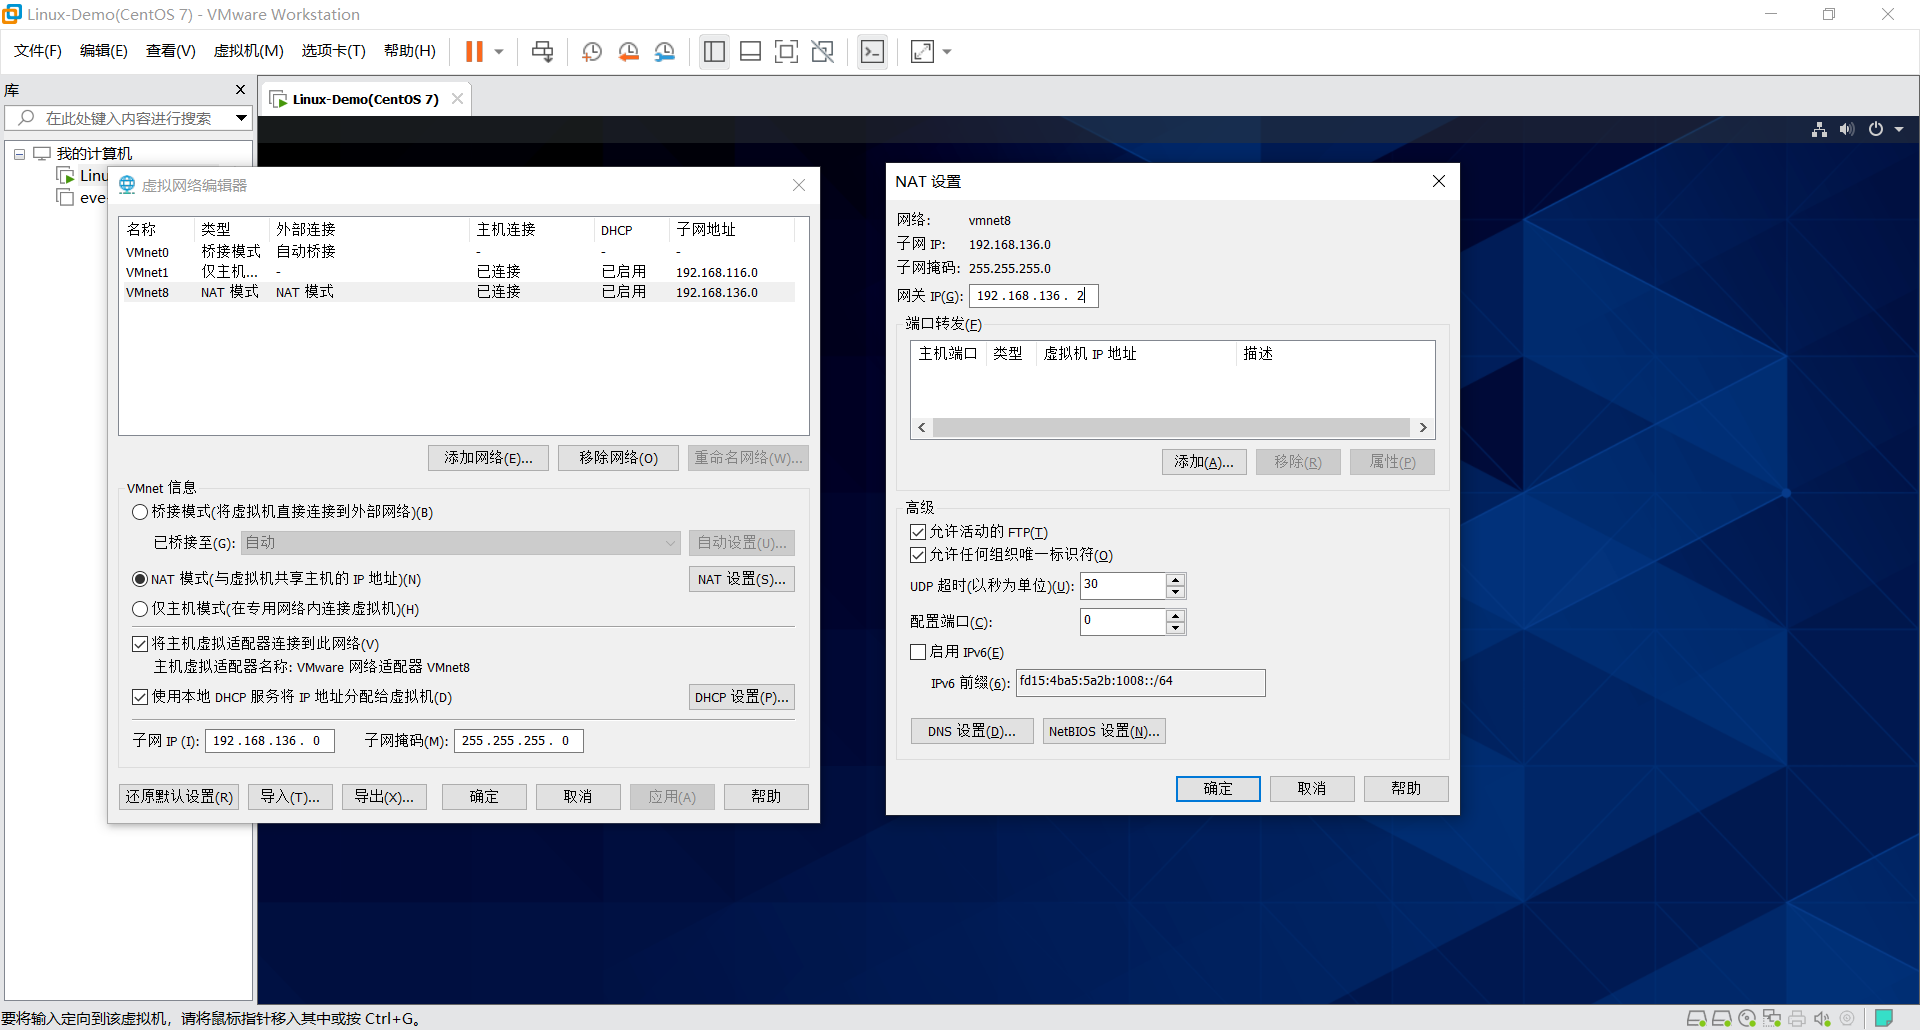 Linux-Demo(CentOS 7) - VMware Workstation
文件(F) 编辑(E) 查看(V) 虚拟机(M) 选项卡(T) 帮助(H)
库
在此处键入内容进行搜索
我的计算机
Linu
eve
Linux-Demo(CentOS 7)
虚拟网络编辑器
名称 类型 外部连接 主机连接 DHCP 子网地址
VMnet0 桥接模式 自动桥接 - - -
VMnet1 仅主机... - 已连接 已启用 192.168.116.0
VMnet8 NAT 模式 NAT 模式 已连接 已启用 192.168.136.0
添加网络(E)... 移除网络(O) 重命名网络(W)...
VMnet 信息
桥接模式(将虚拟机直接连接到外部网络)(B)
已桥接至(G): 自动 自动设置(U)...
NAT 模式(与虚拟机共享主机的 IP 地址)(N) NAT 设置(S)...
仅主机模式(在专用网络内连接虚拟机)(H)
将主机虚拟适配器连接到此网络(V)
主机虚拟适配器名称: VMware 网络适配器 VMnet8
使用本地 DHCP 服务将 IP 地址分配给虚拟机(D) DHCP 设置(P)...
子网 IP (I): 192.168.136. 0 子网掩码(M): 255.255.255. 0
还原默认设置(R) 导入(T)... 导出(X)... 确定 取消 应用(A) 帮助
NAT 设置
网络: vmnet8
子网 IP: 192.168.136.0
子网掩码: 255.255.255.0
网关 IP(G): 192.168.136. 2
端口转发(F)
主机端口 类型 虚拟机 IP 地址 描述
添加(A)... 移除(R) 属性(P)
高级
允许活动的 FTP(T)
允许任何组织唯一标识符(O)
UDP 超时(以秒为单位)(U): 30
配置端口(C): 0
启用 IPv6(E)
IPv6 前缀(6): fd15:4ba5:5a2b:1008::/64
DNS 设置(D)... NetBIOS 设置(N)...
确定 取消 帮助
要将输入定向到该虚拟机，请将鼠标指针移入其中或按 Ctrl+G。